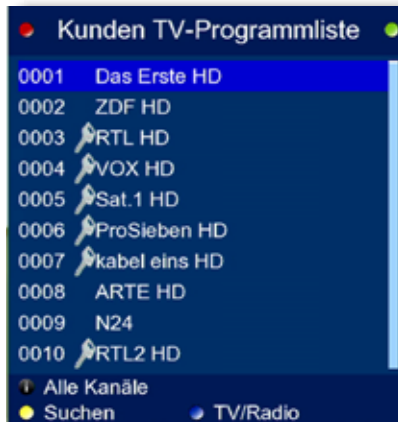 Kunden TV-Programmliste
0001 Das Erste HD
0002 ZDF HD
0003 RTL HD
0004 VOX HD
0005 Sat.1 HD
0006 ProSieben HD
0007 kabel eins HD
0008 ARTE HD
0009 N24
0010 RTL2 HD
Alle Kanäle
Suchen TV/Radio